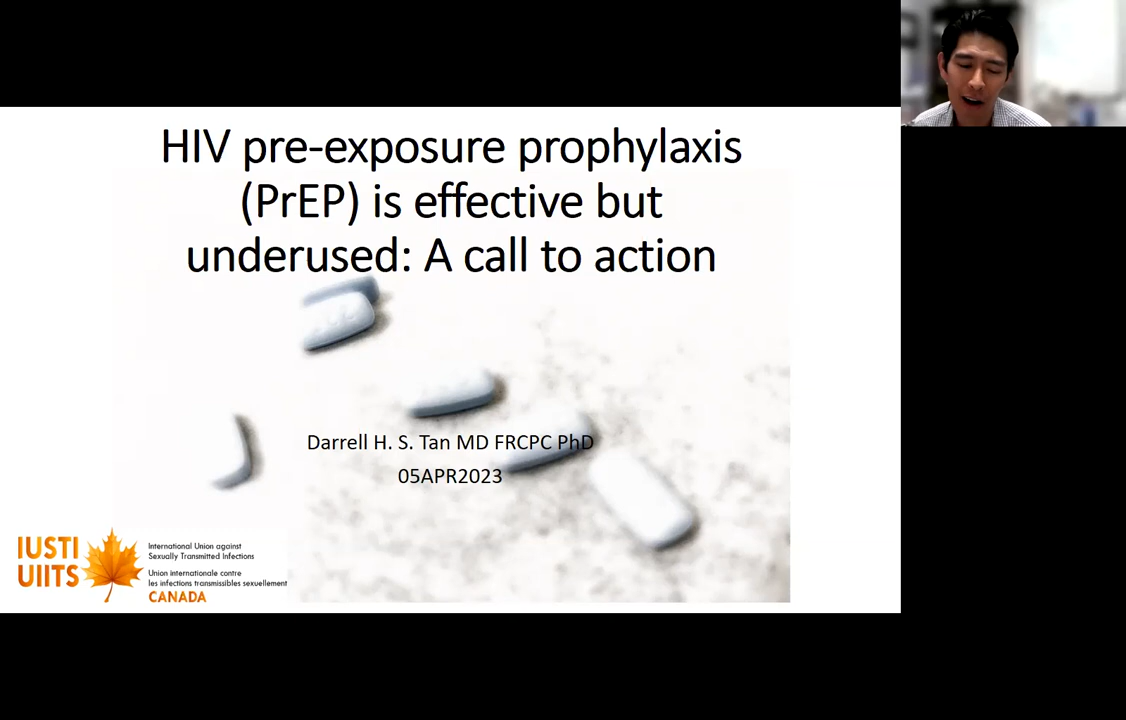 HIV pre-exposure prophylaxis
(PrEP) is effective but
underused: A call to action
Darrell H. S. Tan MD FRCPC PhD
05APR2023
IUSTI
UIITS
International Union against
Sexually Transmitted Infections
Union internationale contre
les infections transmissibles sexuellement
CANADA